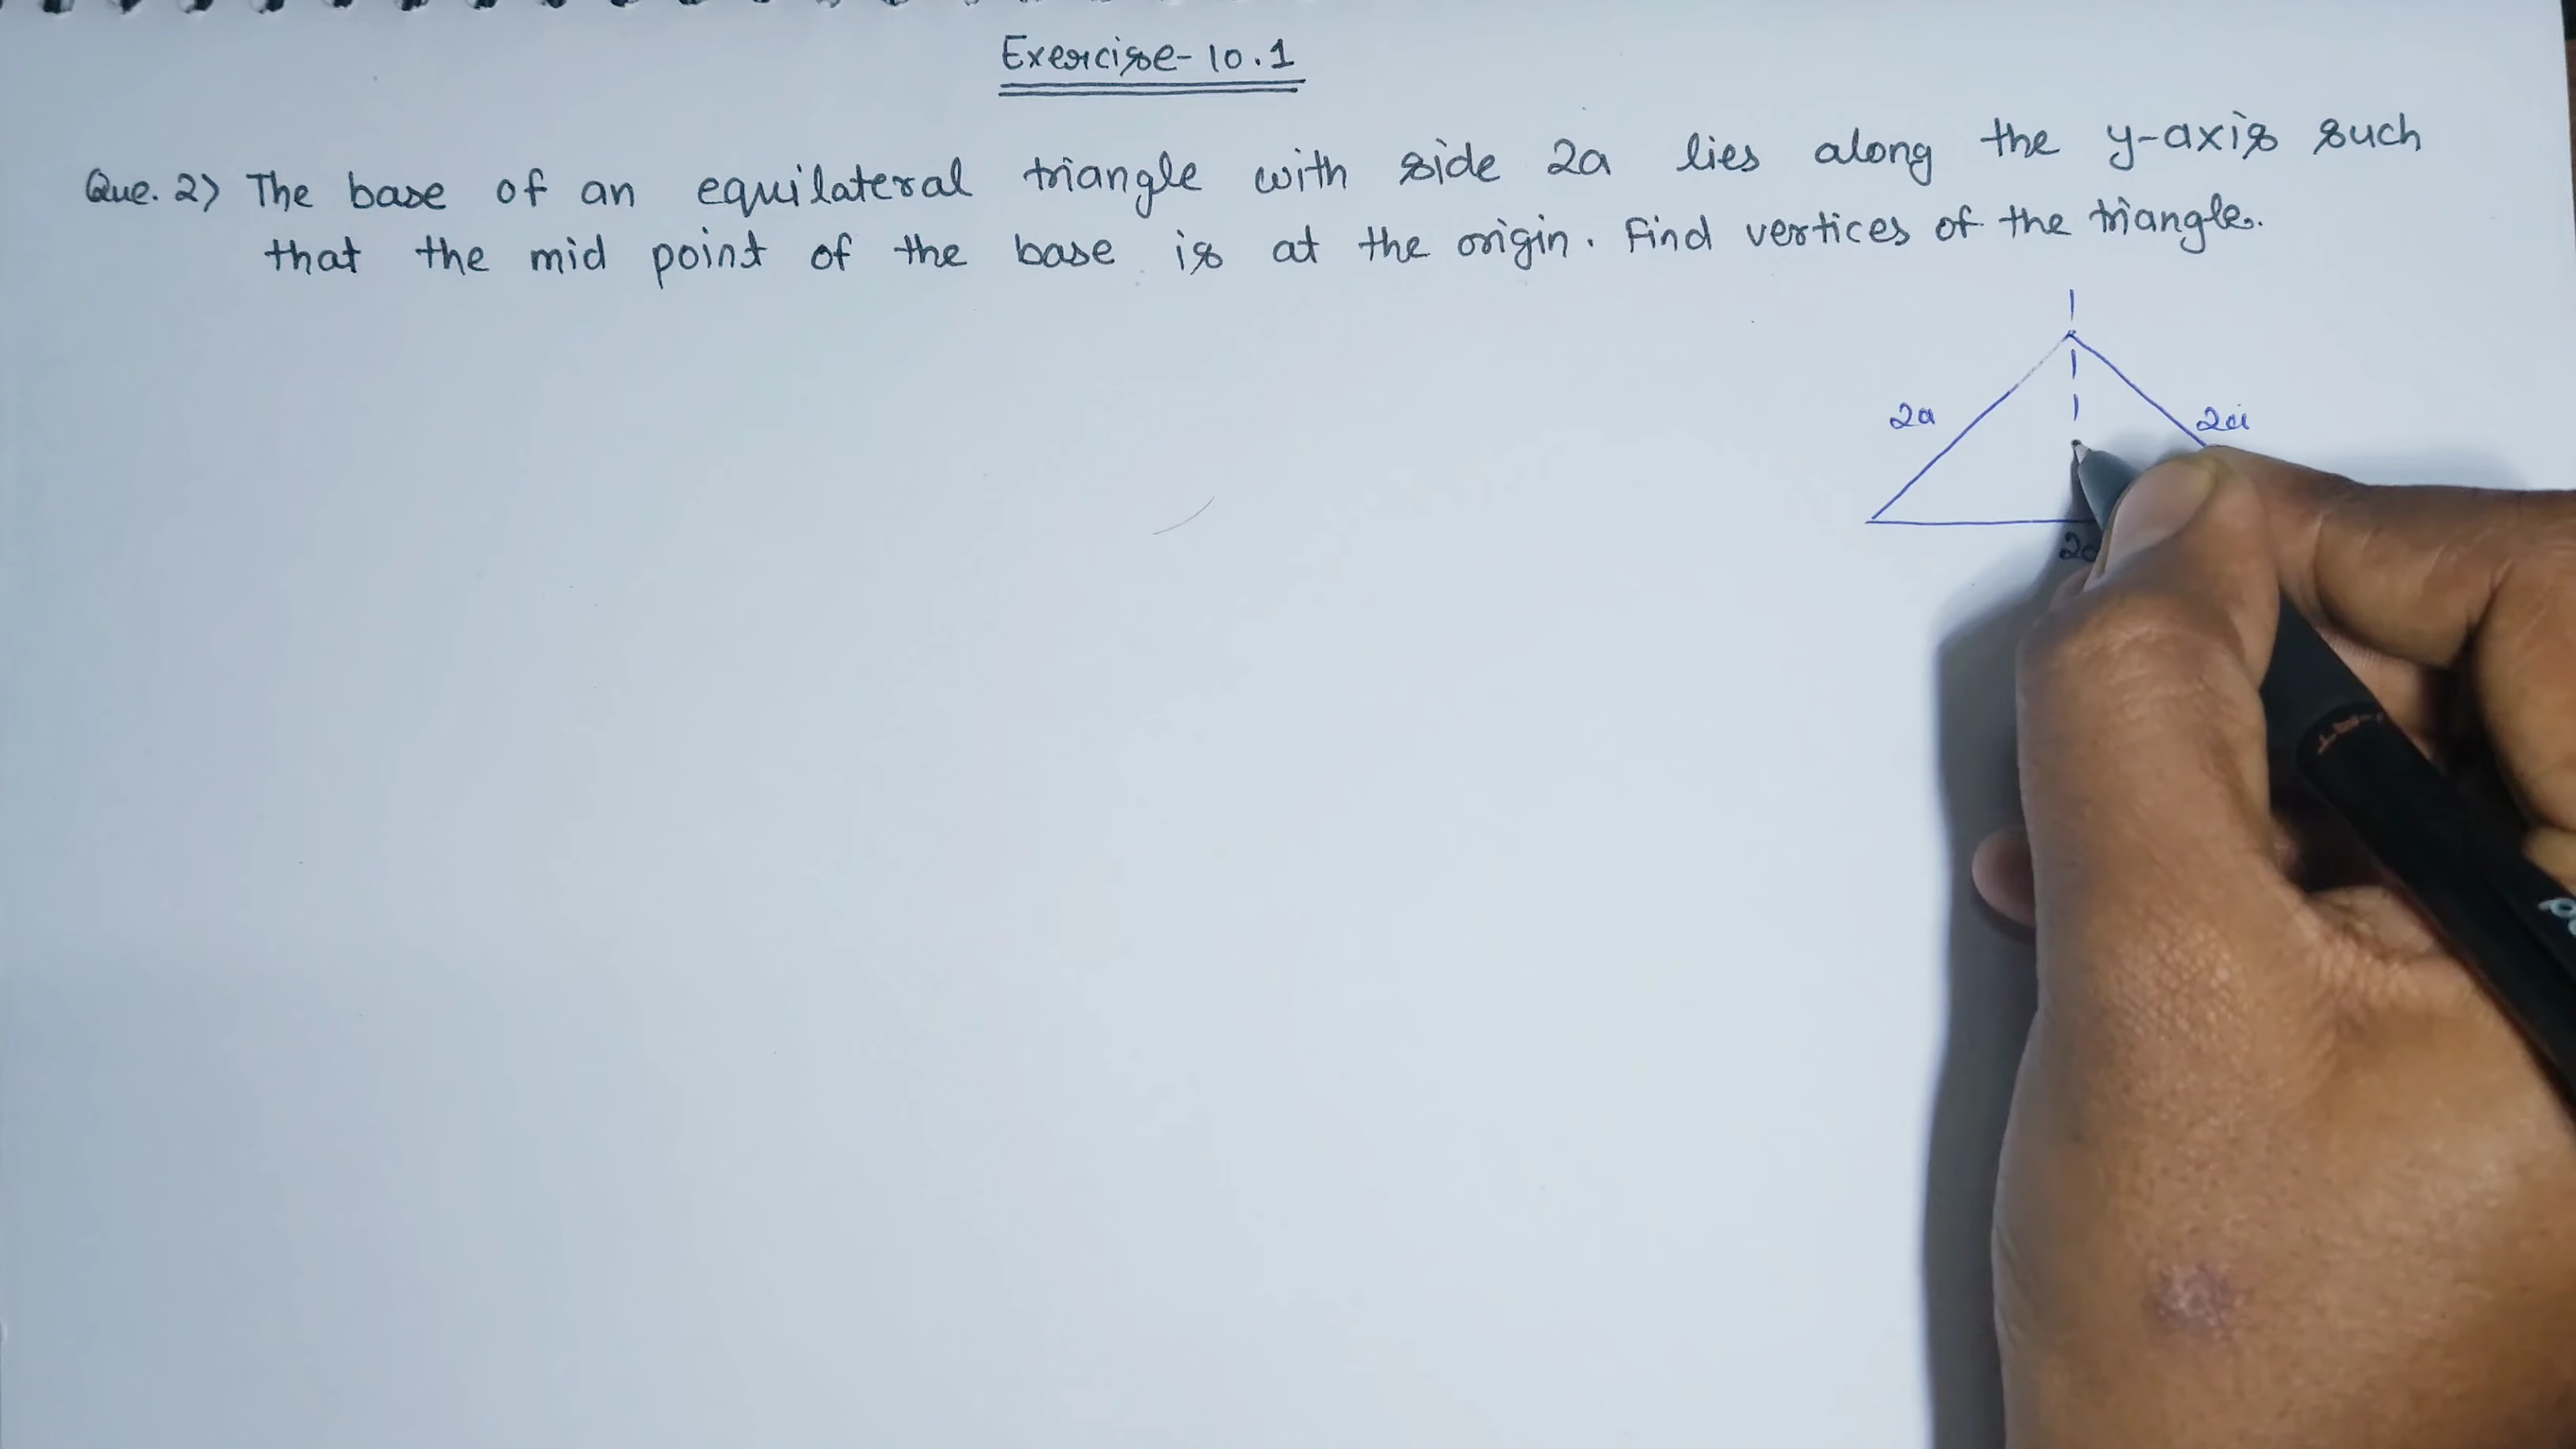 Exercise-10.1
Que. 2) The base of an equilateral triangle with side 2a lies along the y-axis such
that the mid point of the base is at the origin. Find vertices of the triangle.
2a
2a